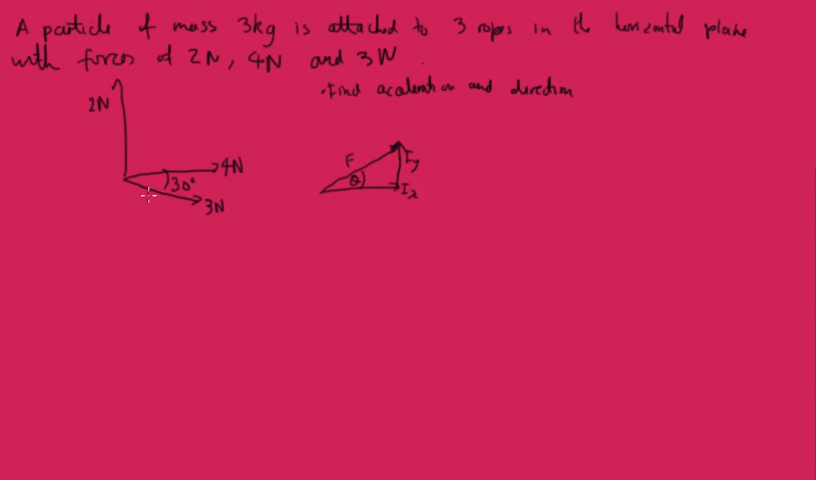 A particle of mass 3kg is attached to 3 ropes in the horizontal plane
with forces of 2N, 4N and 3N.
•Find acaleration and direction
2N
4N
30°
3N
F
θ
Fy
Fx